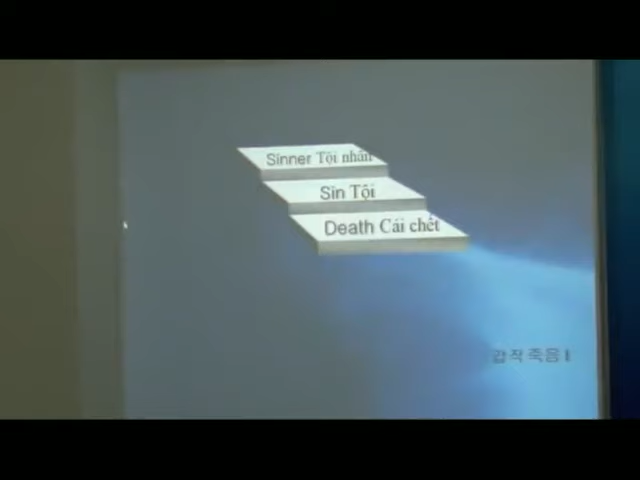 Sinner Tội nhân
Sin Tội
Death Cái chết
갑작 죽음